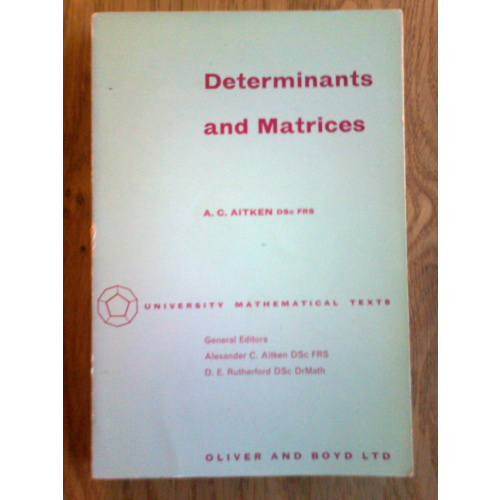 Determinants
and Matrices
A. C. AITKEN DSc FRS
UNIVERSITY MATHEMATICAL TEXTS
General Editors
Alexander C. Aitken DSc FRS
D. E. Rutherford DSc DrMath
OLIVER AND BOYD LTD